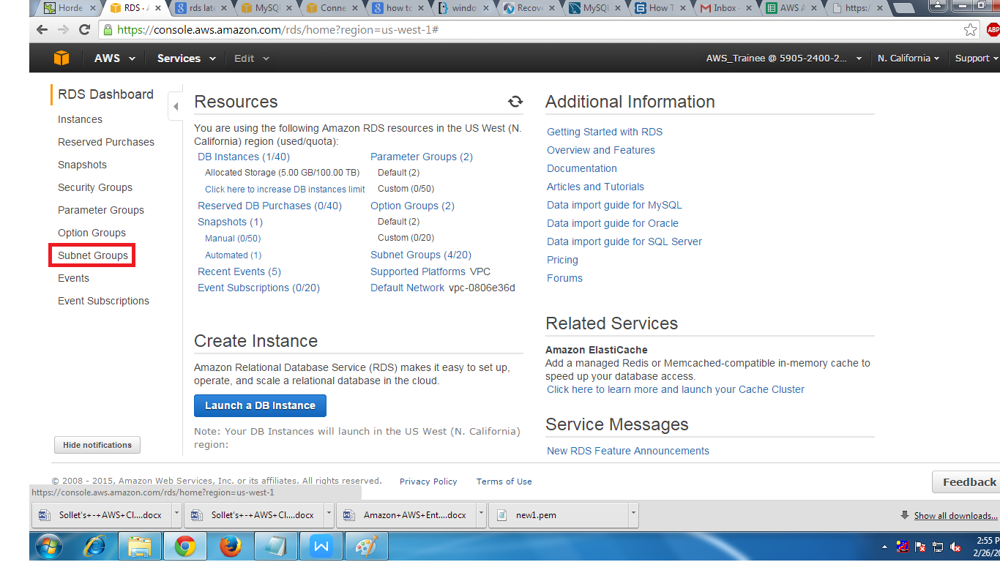 Horde
RDS · A
rds late
MySQL
Conne
how to
windo
Recov
MySQL
How T
Inbox -
AWS A
https:/
https://console.aws.amazon.com/rds/home?region=us-west-1#
ABP
AWS
Services
Edit
AWS_Trainee @ 5905-2400-2...
N. California
Support
RDS Dashboard
Instances
Reserved Purchases
Snapshots
Security Groups
Parameter Groups
Option Groups
Subnet Groups
Events
Event Subscriptions
Hide notifications
Resources
You are using the following Amazon RDS resources in the US West (N.
California) region (used/quota):
DB Instances (1/40)
Allocated Storage (5.00 GB/100.00 TB)
Click here to increase DB instances limit
Reserved DB Purchases (0/40)
Snapshots (1)
Manual (0/50)
Automated (1)
Recent Events (5)
Event Subscriptions (0/20)
Parameter Groups (2)
Default (2)
Custom (0/50)
Option Groups (2)
Default (2)
Custom (0/20)
Subnet Groups (4/20)
Supported Platforms VPC
Default Network vpc-0806e36d
Create Instance
Amazon Relational Database Service (RDS) makes it easy to set up,
operate, and scale a relational database in the cloud.
Launch a DB Instance
Note: Your DB Instances will launch in the US West (N. California)
region:
Additional Information
Getting Started with RDS
Overview and Features
Documentation
Articles and Tutorials
Data import guide for MySQL
Data import guide for Oracle
Data import guide for SQL Server
Pricing
Forums
Related Services
Amazon ElastiCache
Add a managed Redis or Memcached-compatible in-memory cache to
speed up your database access.
Click here to learn more and launch your Cache Cluster
Service Messages
New RDS Feature Announcements
© 2008 - 2015, Amazon Web Services, Inc. or its affiliates. All rights reserved.
Privacy Policy
Terms of Use
Feedback
https://console.aws.amazon.com/rds/home?region=us-west-1
Sollet's+-+AWS+Cl....docx
Sollet's+-+AWS+Cl....docx
Amazon+AWS+Ent....docx
new1.pem
Show all downloads...
2:55 P
2/26/20